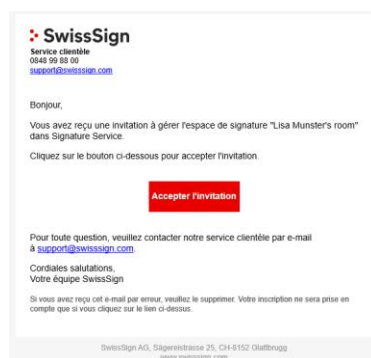 SwissSign
Service clientèle
0848 99 88 00
support@swisssign.com
Bonjour,
Vous avez reçu une invitation à gérer l'espace de signature "Lisa Munster's room"
dans Signature Service.
Cliquez sur le bouton ci-dessous pour accepter l'invitation.
Accepter l'invitation
Pour toute question, veuillez contacter notre service clientèle par e-mail
à support@swisssign.com.
Cordiales salutations,
Votre équipe SwissSign
Si vous avez reçu cet e-mail par erreur, veuillez le supprimer. Votre inscription ne sera prise en
compte que si vous cliquez sur le lien ci-dessus.
SwissSign AG, Sägereistrasse 25, CH-8152 Glattbrugg
www.swisssign.com